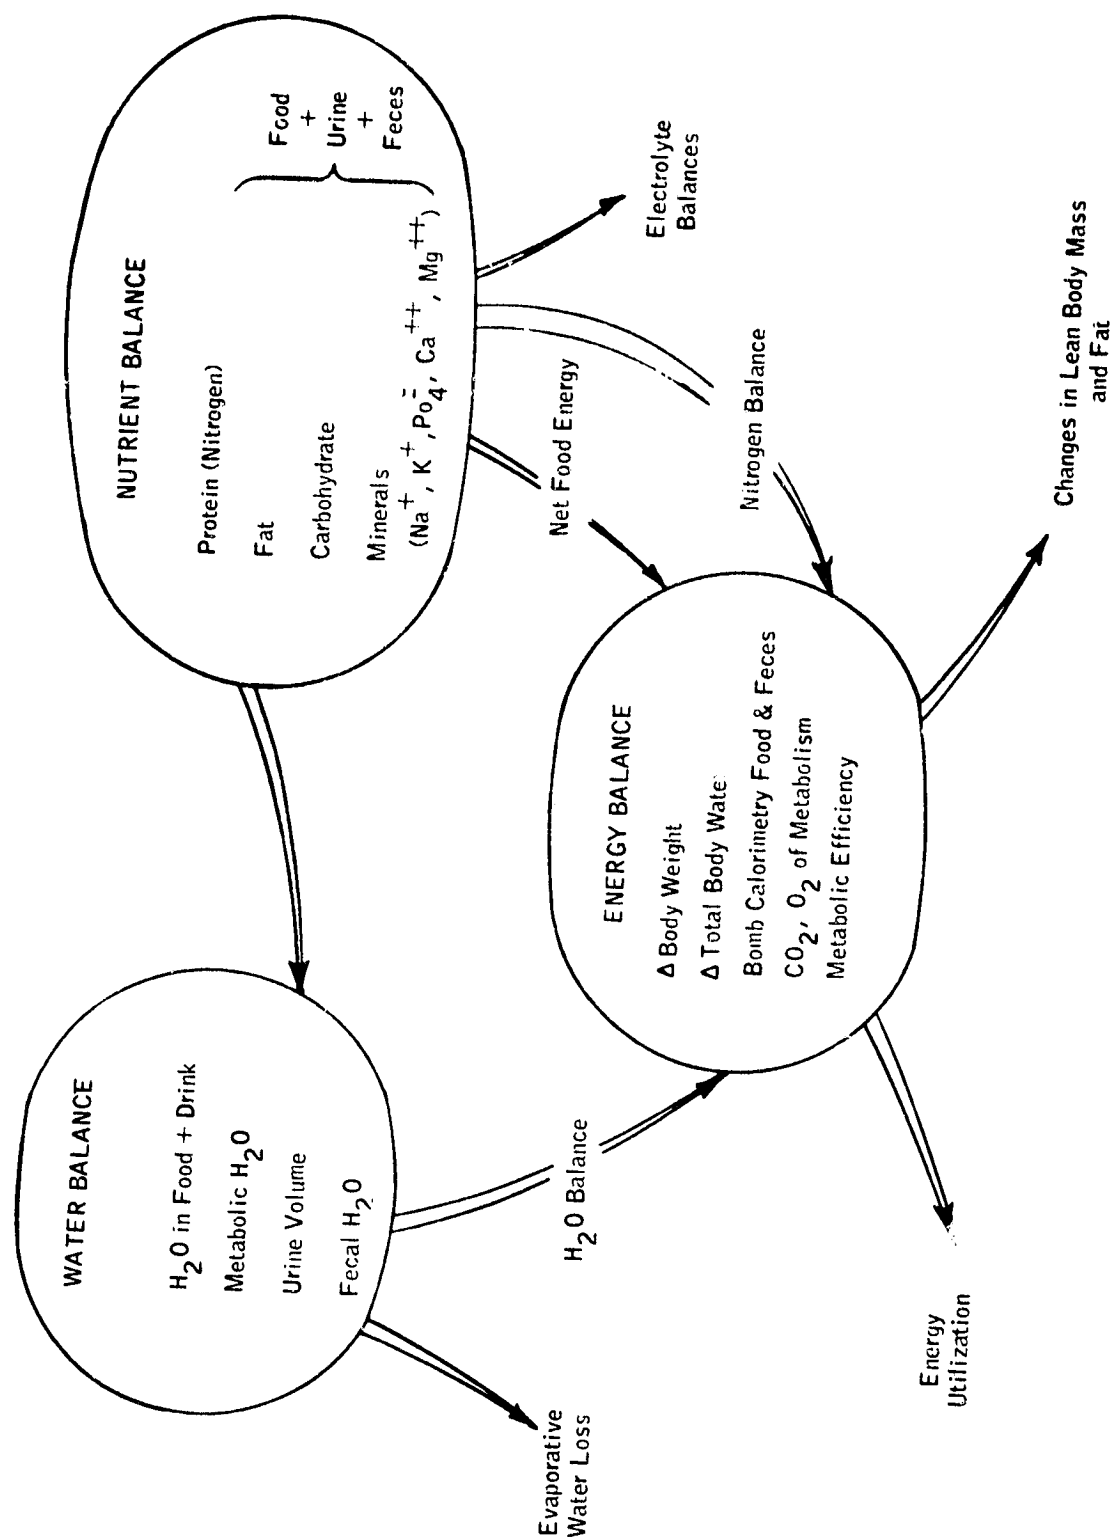 WATER BALANCE
H2O in Food + Drink
Metabolic H2O
Urine Volume
Fecal H2O
NUTRIENT BALANCE
Protein (Nitrogen)
Fat
Carbohydrate
Minerals
(Na+, K+, Po4=, Ca++, Mg++)
Food
+
Urine
+
Feces
Evaporative
Water Loss
H2O Balance
Net Food Energy
Electrolyte
Balances
Nitrogen Balance
ENERGY BALANCE
Δ Body Weight
Δ Total Body Wate
Bomb Calorimetry Food & Feces
CO2, O2 of Metabolism
Metabolic Efficiency
Energy
Utilization
Changes in Lean Body Mass
and Fat